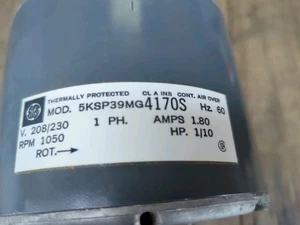 THERMALLY PROTECTED CL A INS CONT. AIR OVER
MOD. 5KSP39MG4170S Hz. 60
V. 208/230 1 PH. AMPS 1.80
RPM 1050 HP. 1/10
ROT.→